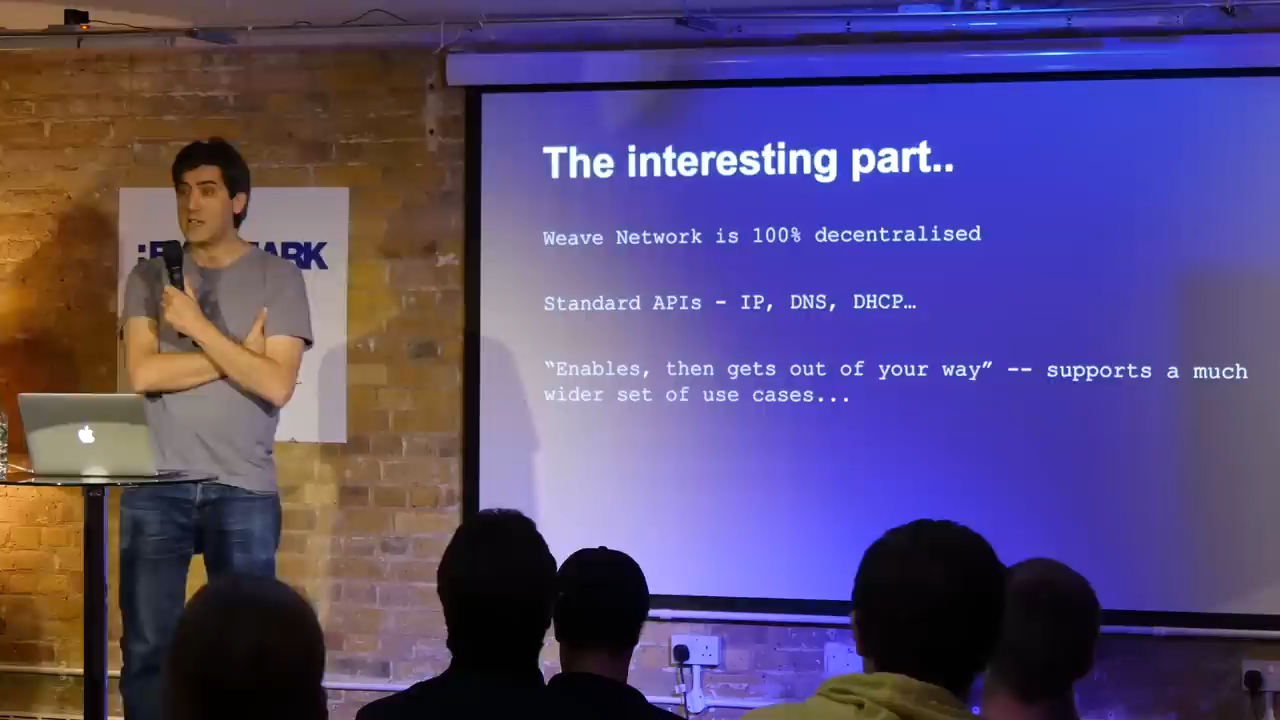 The interesting part..
Weave Network is 100% decentralised
Standard APIs - IP, DNS, DHCP…
“Enables, then gets out of your way” -- supports a much
wider set of use cases...